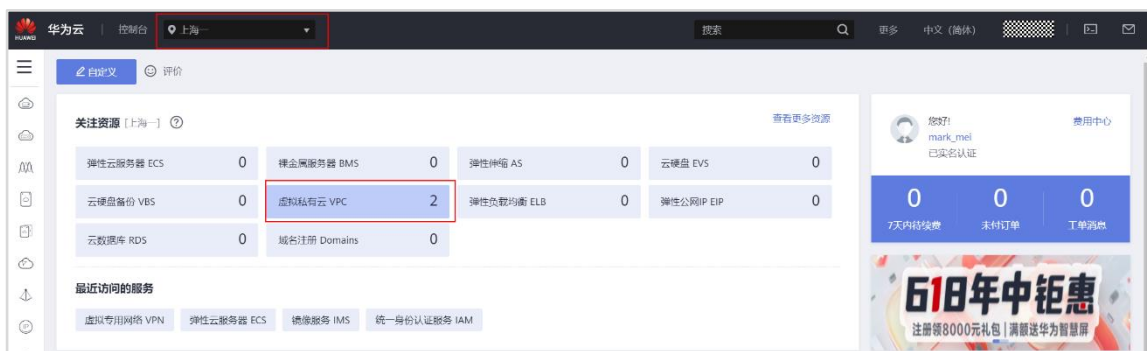 HUAWEI 华为云 | 控制台 上海一 搜索 更多 中文 (简体)
自定义 评价
关注资源 [上海一] ? 查看更多资源
弹性云服务器 ECS 0 裸金属服务器 BMS 0 弹性伸缩 AS 0 云硬盘 EVS 0
云硬盘备份 VBS 0 虚拟私有云 VPC 2 弹性负载均衡 ELB 0 弹性公网IP EIP 0
云数据库 RDS 0 域名注册 Domains 0
最近访问的服务
虚拟专用网络 VPN 弹性云服务器 ECS 镜像服务 IMS 统一身份认证服务 IAM
您好! 费用中心
mark_mei
已实名认证
0 0 0
7天内待续费 未付订单 工单消息
618年中钜惠
注册领8000元礼包 | 满额送华为智慧屏